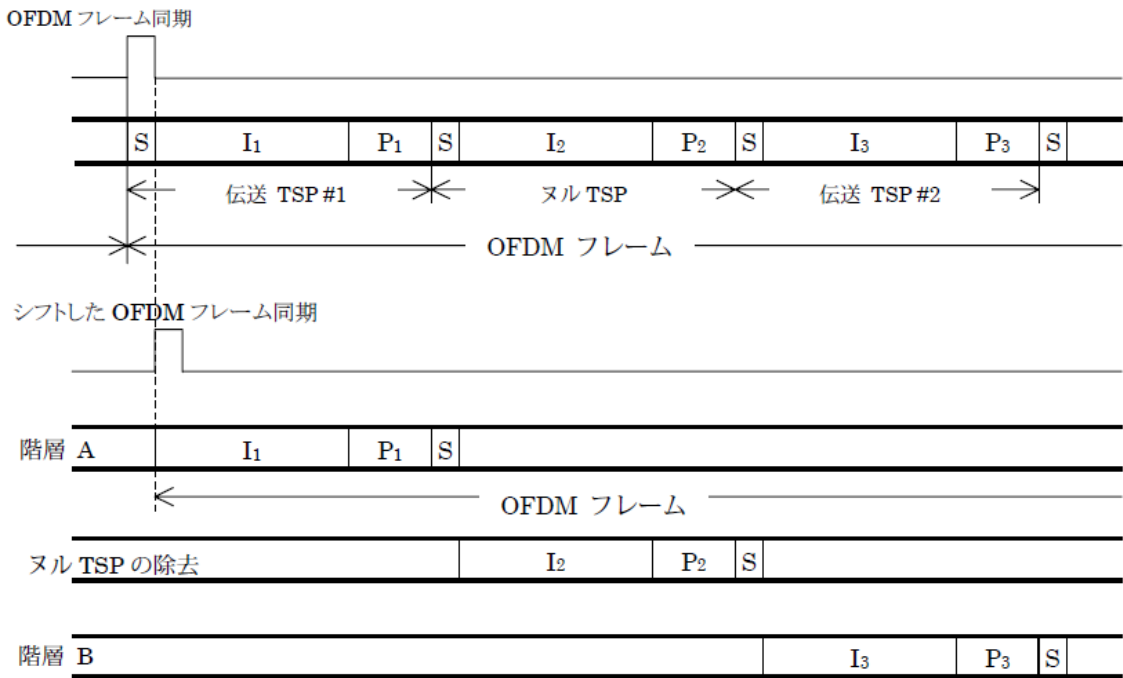 OFDM フレーム同期
S I₁ P₁ S I₂ P₂ S I₃ P₃ S
伝送 TSP #1 ヌル TSP 伝送 TSP #2
OFDM フレーム
シフトした OFDM フレーム同期
階層 A I₁ P₁ S
OFDM フレーム
ヌル TSP の除去 I₂ P₂ S
階層 B I₃ P₃ S